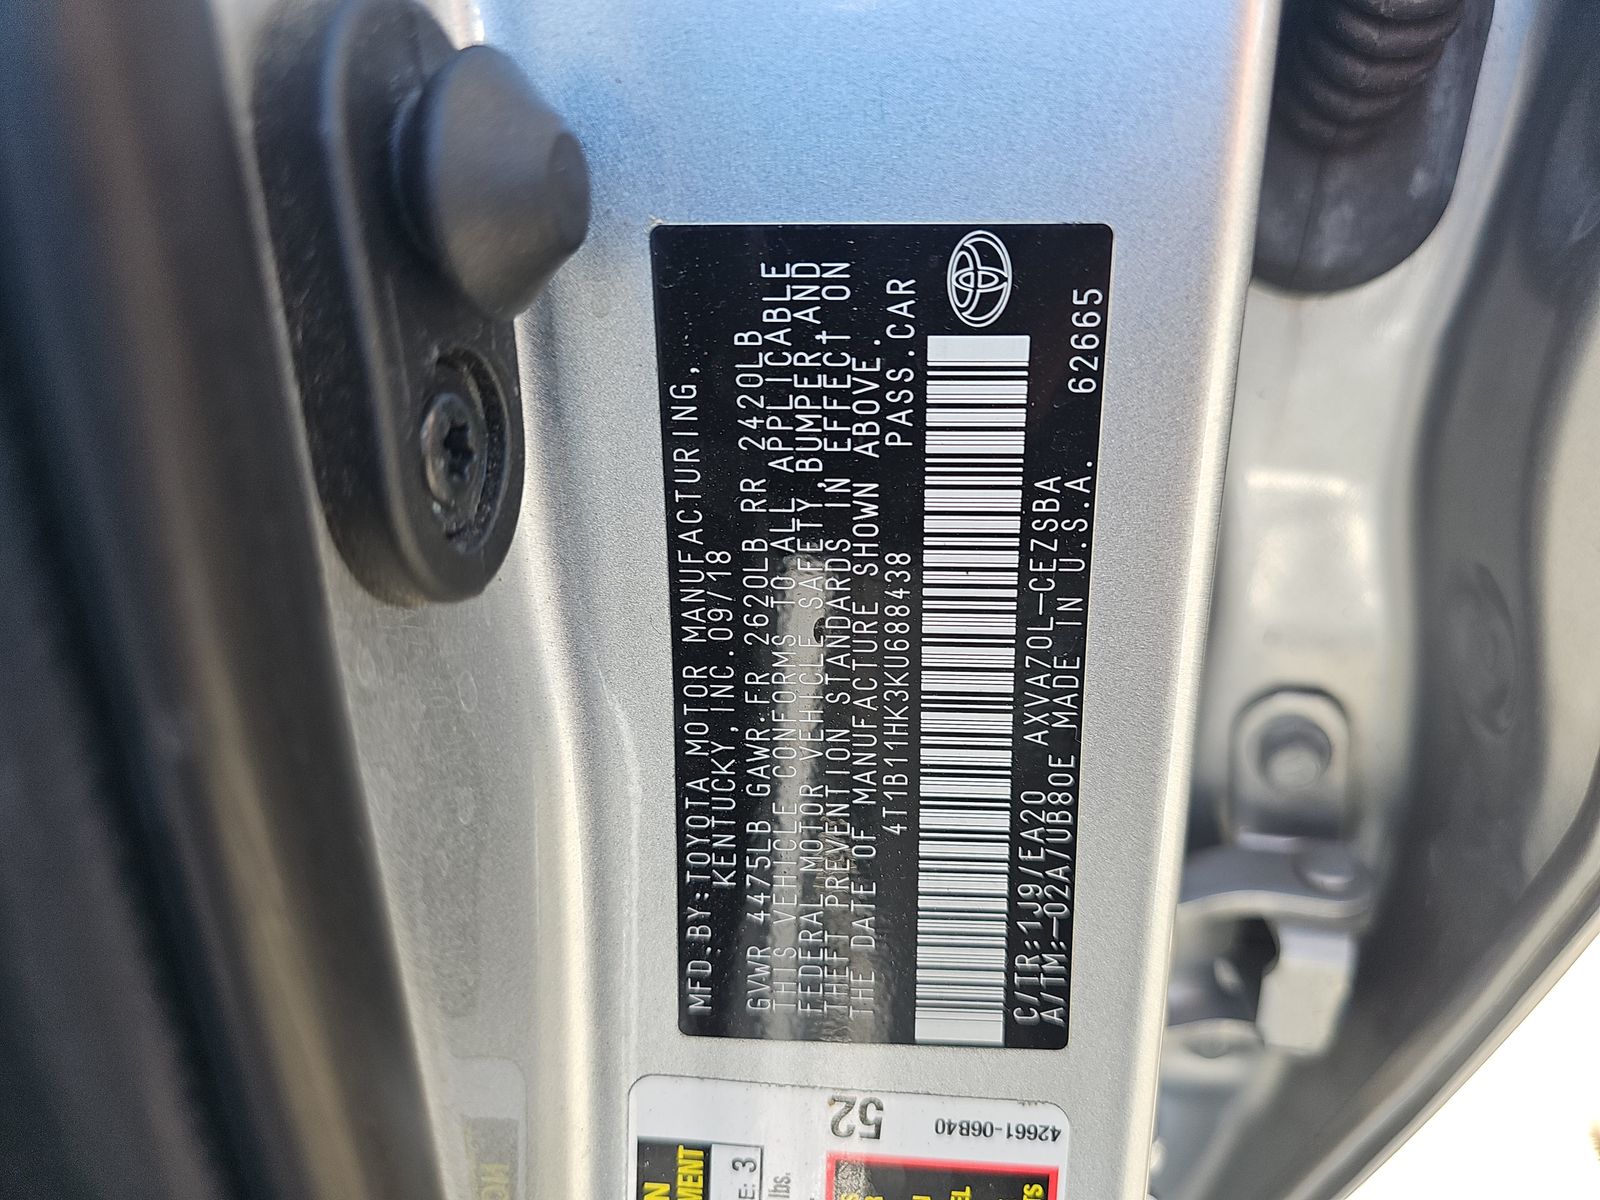 MFD.BY:TOYOTA MOTOR MANUFACTURING,
KENTUCKY,INC.09/18
GVWR 4475LB GAWR:FR 2620LB RR 2420LB
THIS VEHICLE CONFORMS TO ALL APPLICABLE
FEDERAL MOTOR VEHICLE SAFETY,BUMPER,AND
THEFT PREVENTION STANDARDS IN EFFECT ON
THE DATE OF MANUFACTURE SHOWN ABOVE.
4T1B11HK3KU688438 PASS.CAR
C/TR:1J9/EA20 AXVA70L-CEZSBA
A/TM:-02A/UB80E MADE IN U.S.A. 62665
52
42661-06B40
E: 3
lbs.